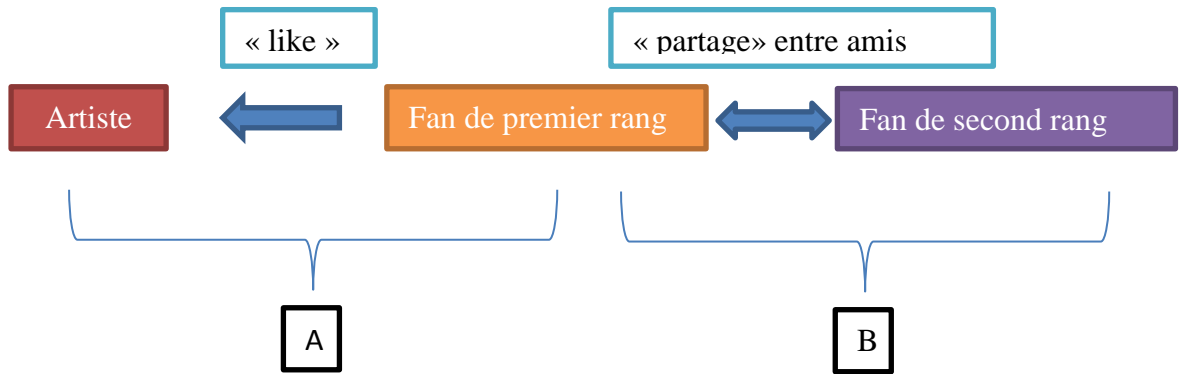 « like »
« partage» entre amis
Artiste
Fan de premier rang
Fan de second rang
A
B